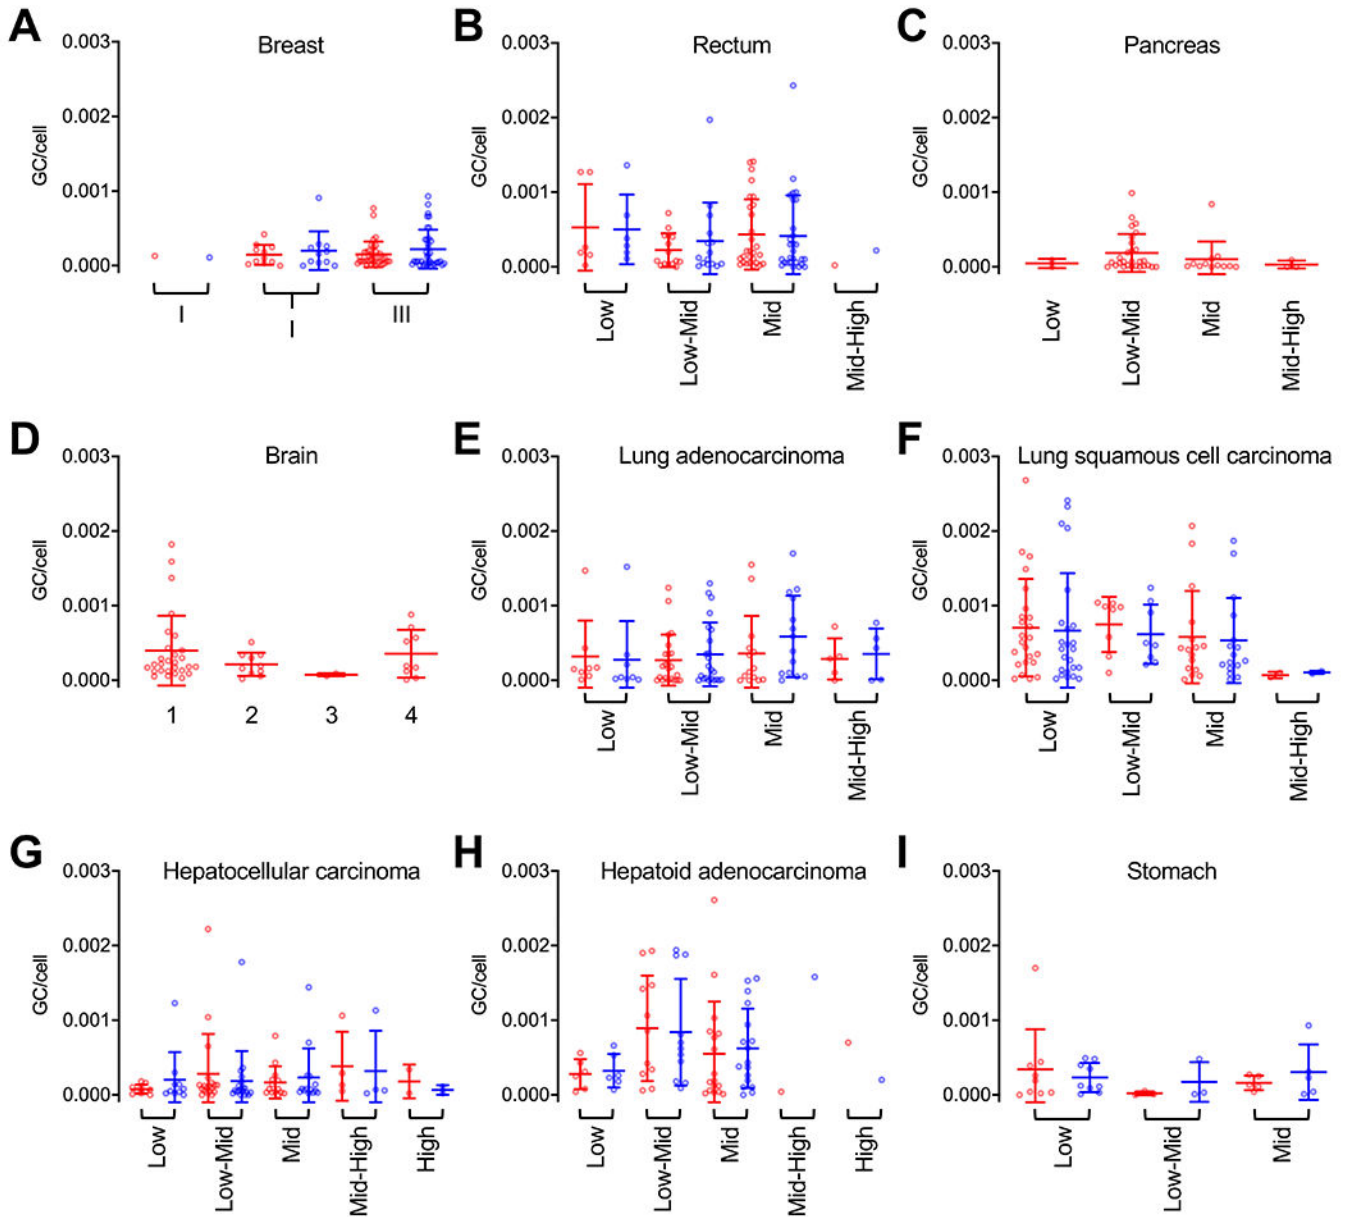 A
Breast
0.003
0.002
0.001
0.000
GC/cell
I
I
I
III
B
Rectum
0.003
0.002
0.001
0.000
GC/cell
Low
Low-Mid
Mid
Mid-High
C
Pancreas
0.003
0.002
0.001
0.000
GC/cell
Low
Low-Mid
Mid
Mid-High
D
Brain
0.003
0.002
0.001
0.000
GC/cell
1 2 3 4
E
Lung adenocarcinoma
0.003
0.002
0.001
0.000
GC/cell
Low
Low-Mid
Mid
Mid-High
F
Lung squamous cell carcinoma
0.003
0.002
0.001
0.000
GC/cell
Low
Low-Mid
Mid
Mid-High
G
Hepatocellular carcinoma
0.003
0.002
0.001
0.000
GC/cell
Low
Low-Mid
Mid
Mid-High
High
H
Hepatoid adenocarcinoma
0.003
0.002
0.001
0.000
GC/cell
Low
Low-Mid
Mid
Mid-High
High
I
Stomach
0.003
0.002
0.001
0.000
GC/cell
Low
Low-Mid
Mid